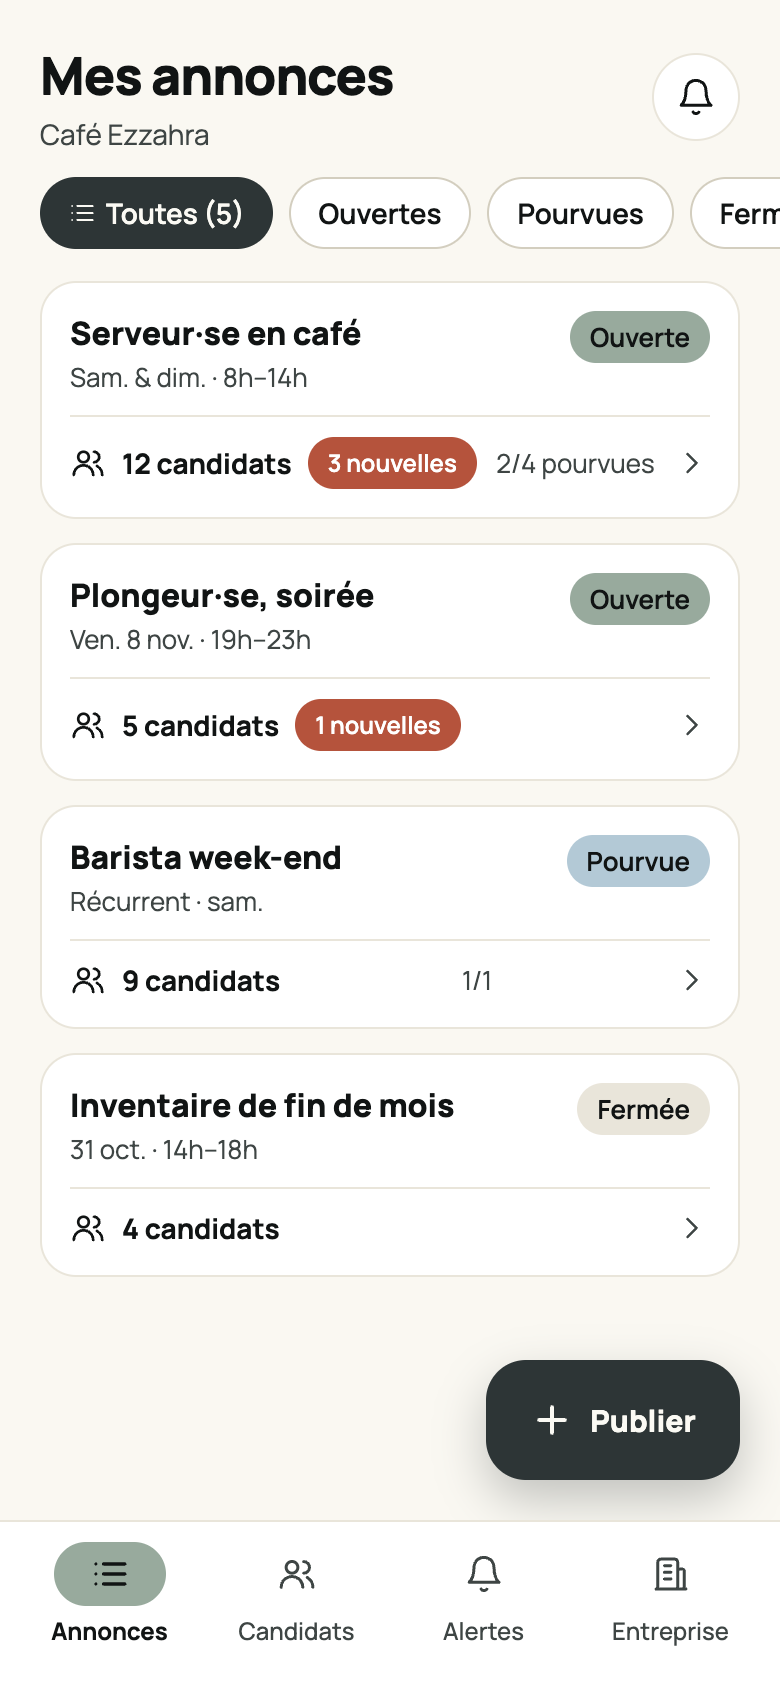 Mes annonces
Café Ezzahra
Toutes (5) Ouvertes Pourvues Ferm
Serveur·se en café Ouverte
Sam. & dim. · 8h–14h
12 candidats 3 nouvelles 2/4 pourvues
Plongeur·se, soirée Ouverte
Ven. 8 nov. · 19h–23h
5 candidats 1 nouvelles
Barista week-end Pourvue
Récurrent · sam.
9 candidats 1/1
Inventaire de fin de mois Fermée
31 oct. · 14h–18h
4 candidats
Publier
Annonces Candidats Alertes Entreprise